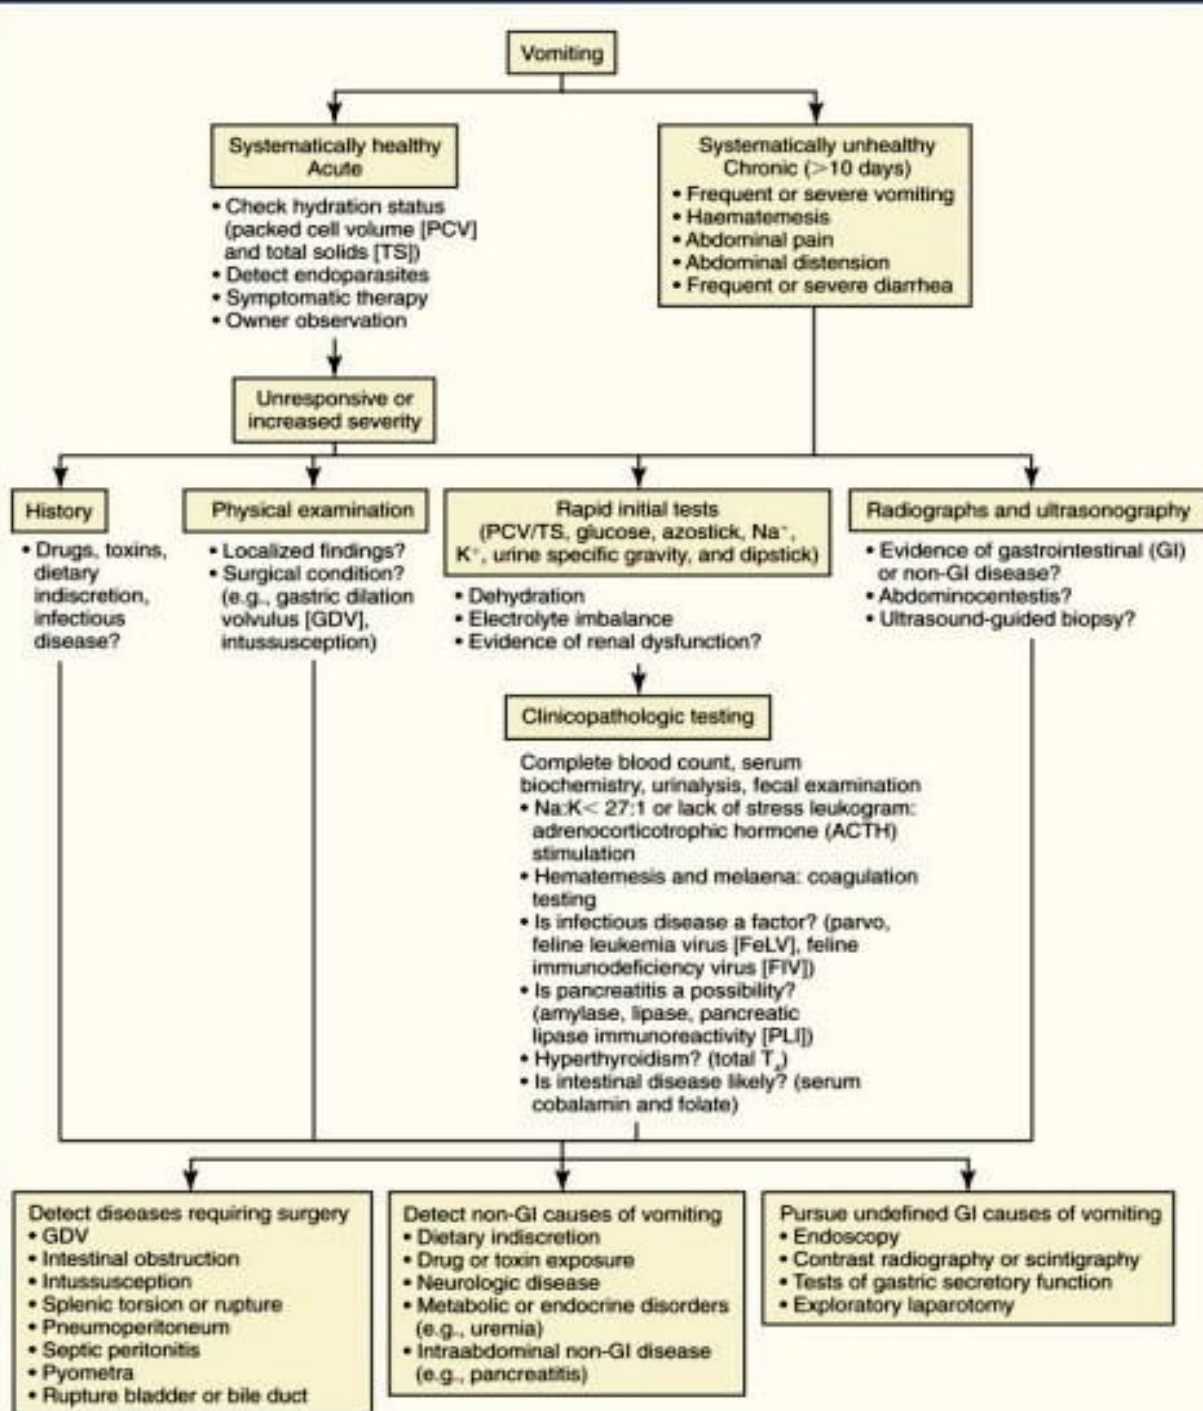 Vomiting
Systematically healthy
Acute
• Check hydration status
(packed cell volume [PCV]
and total solids [TS])
• Detect endoparasites
• Symptomatic therapy
• Owner observation
Systematically unhealthy
Chronic (>10 days)
• Frequent or severe vomiting
• Haematemesis
• Abdominal pain
• Abdominal distension
• Frequent or severe diarrhea
Unresponsive or
increased severity
History
• Drugs, toxins,
dietary
indiscretion,
infectious
disease?
Physical examination
• Localized findings?
• Surgical condition?
(e.g., gastric dilation
volvulus [GDV],
intussusception)
Rapid initial tests
(PCV/TS, glucose, azostick, Na⁺,
K⁺, urine specific gravity, and dipstick)
• Dehydration
• Electrolyte imbalance
• Evidence of renal dysfunction?
Radiographs and ultrasonography
• Evidence of gastrointestinal (GI)
or non-GI disease?
• Abdominocentestis?
• Ultrasound-guided biopsy?
Clinicopathologic testing
Complete blood count, serum
biochemistry, urinalysis, fecal examination
• Na:K< 27:1 or lack of stress leukogram:
adrenocorticotrophic hormone (ACTH)
stimulation
• Hematemesis and melaena: coagulation
testing
• Is infectious disease a factor? (parvo,
feline leukemia virus [FeLV], feline
immunodeficiency virus [FIV])
• Is pancreatitis a possibility?
(amylase, lipase, pancreatic
lipase immunoreactivity [PLI])
• Hyperthyroidism? (total T₄)
• Is intestinal disease likely? (serum
cobalamin and folate)
Detect diseases requiring surgery
• GDV
• Intestinal obstruction
• Intussusception
• Splenic torsion or rupture
• Pneumoperitoneum
• Septic peritonitis
• Pyometra
• Rupture bladder or bile duct
Detect non-GI causes of vomiting
• Dietary indiscretion
• Drug or toxin exposure
• Neurologic disease
• Metabolic or endocrine disorders
(e.g., uremia)
• Intraabdominal non-GI disease
(e.g., pancreatitis)
Pursue undefined GI causes of vomiting
• Endoscopy
• Contrast radiography or scintigraphy
• Tests of gastric secretory function
• Exploratory laparotomy